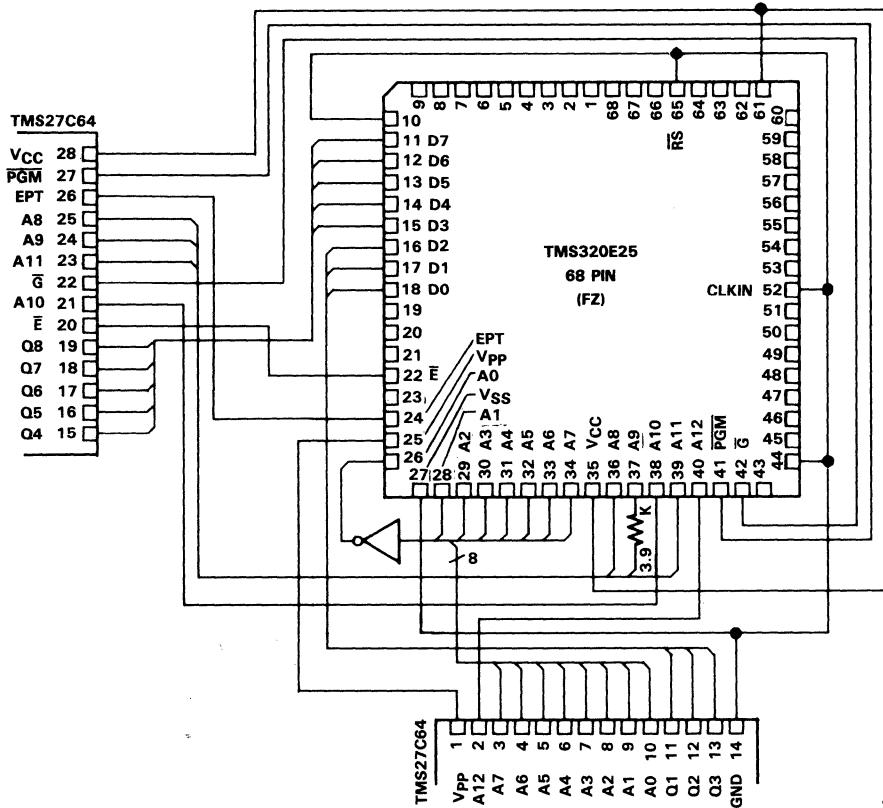 9 8 7 6 5 4 3 2 1 68 67 66 65 64 63 62 61
R̅S̅
TMS27C64
VCC 28
P̅G̅M̅ 27
EPT 26
A8 25
A9 24
A11 23
G̅ 22
A10 21
E̅ 20
Q8 19
Q7 18
Q6 17
Q5 16
Q4 15
10
11 D7
12 D6
13 D5
14 D4
15 D3
16 D2
17 D1
18 D0
19
20
21
22 E̅
23
24
25
26
EPT
VPP
A0
VSS
A1
TMS320E25
68 PIN
(FZ)
60
59
58
57
56
55
54
53
CLKIN 52
51
50
49
48
47
46
45
44
A2 A3 A4 A5 A6 A7 VCC A8 A9 A10 A11 A12 P̅G̅M̅ G̅
27 28 29 30 31 32 33 34 35 36 37 38 39 40 41 42 43
3.9 K
8
TMS27C64
1 2 3 4 5 6 7 8 9 10 11 12 13 14
VPP A12 A7 A6 A5 A4 A3 A2 A1 A0 Q1 Q2 Q3 GND